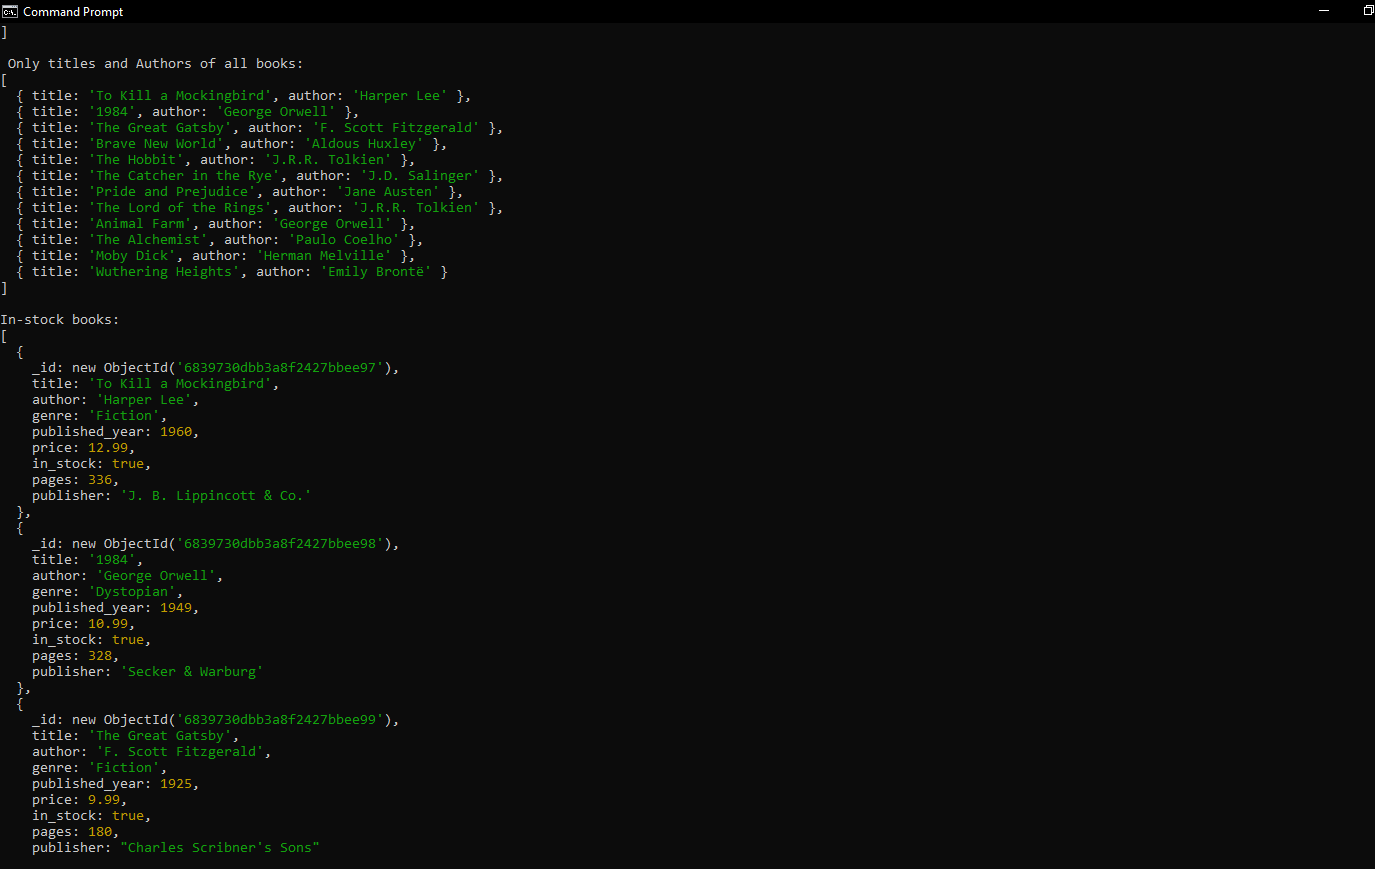 Command Prompt
]
Only titles and Authors of all books:
[
{ title: 'To Kill a Mockingbird', author: 'Harper Lee' },
{ title: '1984', author: 'George Orwell' },
{ title: 'The Great Gatsby', author: 'F. Scott Fitzgerald' },
{ title: 'Brave New World', author: 'Aldous Huxley' },
{ title: 'The Hobbit', author: 'J.R.R. Tolkien' },
{ title: 'The Catcher in the Rye', author: 'J.D. Salinger' },
{ title: 'Pride and Prejudice', author: 'Jane Austen' },
{ title: 'The Lord of the Rings', author: 'J.R.R. Tolkien' },
{ title: 'Animal Farm', author: 'George Orwell' },
{ title: 'The Alchemist', author: 'Paulo Coelho' },
{ title: 'Moby Dick', author: 'Herman Melville' },
{ title: 'Wuthering Heights', author: 'Emily Brontë' }
]
In-stock books:
[
{
_id: new ObjectId('6839730dbb3a8f2427bbee97'),
title: 'To Kill a Mockingbird',
author: 'Harper Lee',
genre: 'Fiction',
published_year: 1960,
price: 12.99,
in_stock: true,
pages: 336,
publisher: 'J. B. Lippincott & Co.'
},
{
_id: new ObjectId('6839730dbb3a8f2427bbee98'),
title: '1984',
author: 'George Orwell',
genre: 'Dystopian',
published_year: 1949,
price: 10.99,
in_stock: true,
pages: 328,
publisher: 'Secker & Warburg'
},
{
_id: new ObjectId('6839730dbb3a8f2427bbee99'),
title: 'The Great Gatsby',
author: 'F. Scott Fitzgerald',
genre: 'Fiction',
published_year: 1925,
price: 9.99,
in_stock: true,
pages: 180,
publisher: "Charles Scribner's Sons"